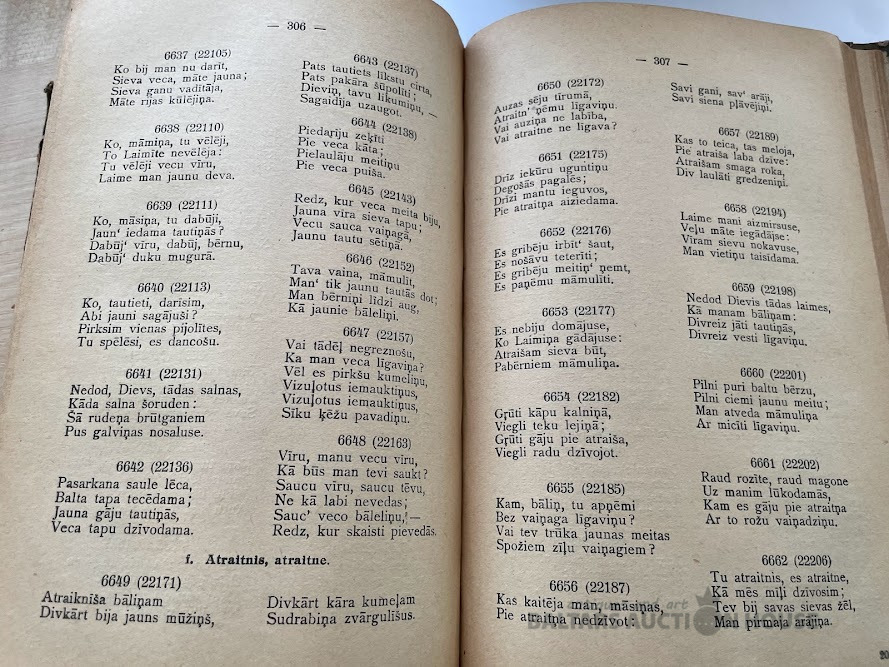 — 306 —
6637 (22105)
Ko bij man nu darīt,
Sieva veca, māte jauna;
Sieva ganu vadītāja,
Māte rijas kūlējiņa.
6638 (22110)
Ko, māmiņa, tu vēlēji,
To Laimīte nevēlēja:
Tu vēlēji vecu vīru,
Laime man jaunu deva.
6639 (22111)
Ko, māsiņa, tu dabūji,
Jaun' iedama tautiņās?
Dabūj' vīru, dabūj, bērnu,
Dabūj' duku mugurā.
6640 (22113)
Ko, tautieti, darīsim,
Abi jauni sagājuši?
Pirksim vienas pijolītes,
Tu spēlēsi, es dancošu.
6641 (22131)
Nedod, Dievs, tādas salnas,
Kāda salna šoruden:
Šā rudeņa brūtganiem
Pus galviņas nosaluse.
6642 (22136)
Pasarkana saule lēca,
Balta tapa tecēdama;
Jauna gāju tautiņās,
Veca tapu dzīvodama.
6643 (22137)
Pats tautiets līkstu cirta,
Pats pakāra šūpolīti;
Dieviņ, tavu likumiņu, —
Sagaidīja uzaugot.
6644 (22138)
Piedarīju zeķīti
Pie veca kāta;
Pielaulāju meitiņu
Pie veca puiša.
6645 (22143)
Redz, kur veca meita biju,
Jauna vīra sieva tapu;
Vecu sauca vaiņagā,
Jaunu tautu sētiņā.
6646 (22152)
Tava vaina, māmulīt,
Man' tik jaunu tautās dot;
Man bērniņi līdzi aug,
Kā jaunie bāleliņi.
6647 (22157)
Vai tādēļ negreznošu,
Ka man veca līgaviņa?
Vēl es pirkšu kumeliņu,
Vizuļotus iemauktiņus,
Vizuļotus iemauktiņus,
Sīku ķēžu pavadiņu.
6648 (22163)
Vīru, manu vecu vīru,
Kā būs man tevi saukt?
Saucu vīru, saucu tēvu,
Ne kā labi nevedas;
Sauc' veco bāleliņu,! —
Redz, kur skaisti pievedās.
f. Atraitnis, atraitne.
6649 (22171)
Atraikniša bāliņam
Divkārt bija jauns mūžiņš,
Divkārt kāra kumeļam
Sudrabiņa zvārgulīšus.
— 307 —
6650 (22172)
Auzas sēju tīrumā,
Atraitn' ņēmu līgaviņu.
Vai auziņa ne labība,
Vai atraitne ne līgava?
6651 (22175)
Drīz iekūru uguntiņu
Degošās pagalēs;
Drīzi mantu ieguvos,
Pie atraitņa aiziedama.
6652 (22176)
Es gribēju irbīt' šaut,
Es nošāvu teterīti;
Es gribēju meitiņ' ņemt,
Es paņēmu māmulīti.
6653 (22177)
Es nebiju domājuse,
Ko Laimiņa gādājuse:
Atraišam sieva būt,
Pabērniem māmuliņa.
6654 (22182)
Grūti kāpu kalniņā,
Viegli teku lejiņā;
Gŗūti gāju pie atraiša,
Viegli radu dzīvojot.
6655 (22185)
Kam, bāliņ, tu apņēmi
Bez vaiņaga līgaviņu?
Vai tev trūka jaunas meitas
Spožiem zīļu vaiņagiem?
6656 (22187)
Kas kaitēja man, māsiņas,
Pie atraitņa nedzīvot:
Savi gani, sav' arāji,
Savi siena pļāvējiņi.
6657 (22189)
Kas to teica, tas meloja,
Pie atraiša laba dzīve:
Atraišam smaga roka,
Div laulāti gredzeniņi.
6658 (22194)
Laime mani aizmirsuse,
Veļu māte iegādājse:
Vīram sievu nokavuse,
Man vietiņu taisīdama.
6659 (22198)
Nedod Dievis tādas laimes,
Kā manam bāliņam:
Divreiz jāti tautiņās,
Divreiz vesti līgaviņu.
6660 (22201)
Pilni puri baltu bērzu,
Pilni ciemi jaunu meitu;
Man atveda māmuliņa
Ar micīti līgaviņu.
6661 (22202)
Raud rozīte, raud magone
Uz manim lūkodamās,
Kam es gāju pie atraiša
Ar to rožu vaiņadziņu.
6662 (22206)
Tu atraitnis, es atraitne,
Kā mēs mīļi dzīvosim;
Tev bij savas sievas žēl,
Man pirmaja arājiņa.
art
BALTARS AUCTION HOUSE